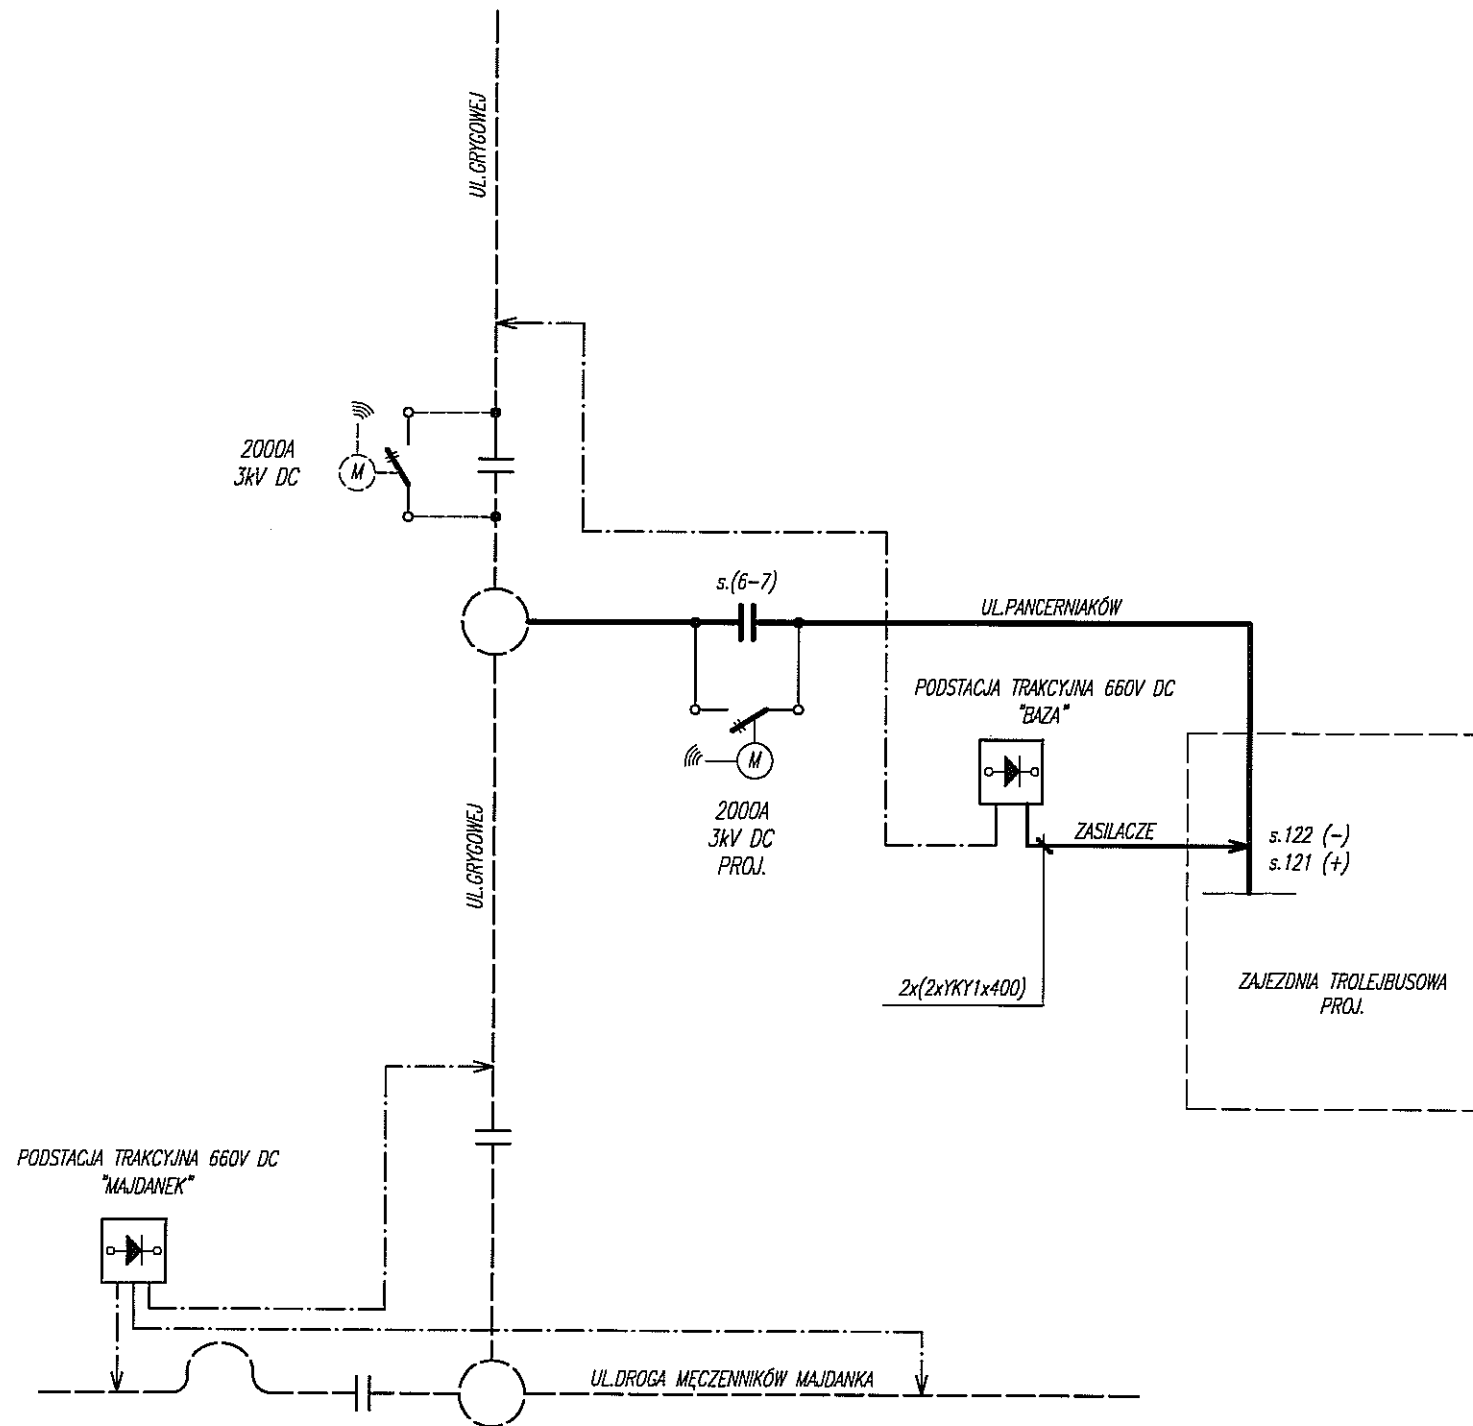 UL.GRYGOWEJ
2000A
3kV DC
M
s.(6-7)
UL.PANCERNIAKÓW
PODSTACJA TRAKCYJNA 660V DC
"BAZA"
M
2000A
3kV DC
PROJ.
ZASILACZE
s.122 (-)
s.121 (+)
UL.GRYGOWEJ
2x(2xYKY1x400)
ZAJEZDNIA TROLEJBUSOWA
PROJ.
PODSTACJA TRAKCYJNA 660V DC
"MAJDANEK"
UL.DROGA MĘCZENNIKÓW MAJDANKA